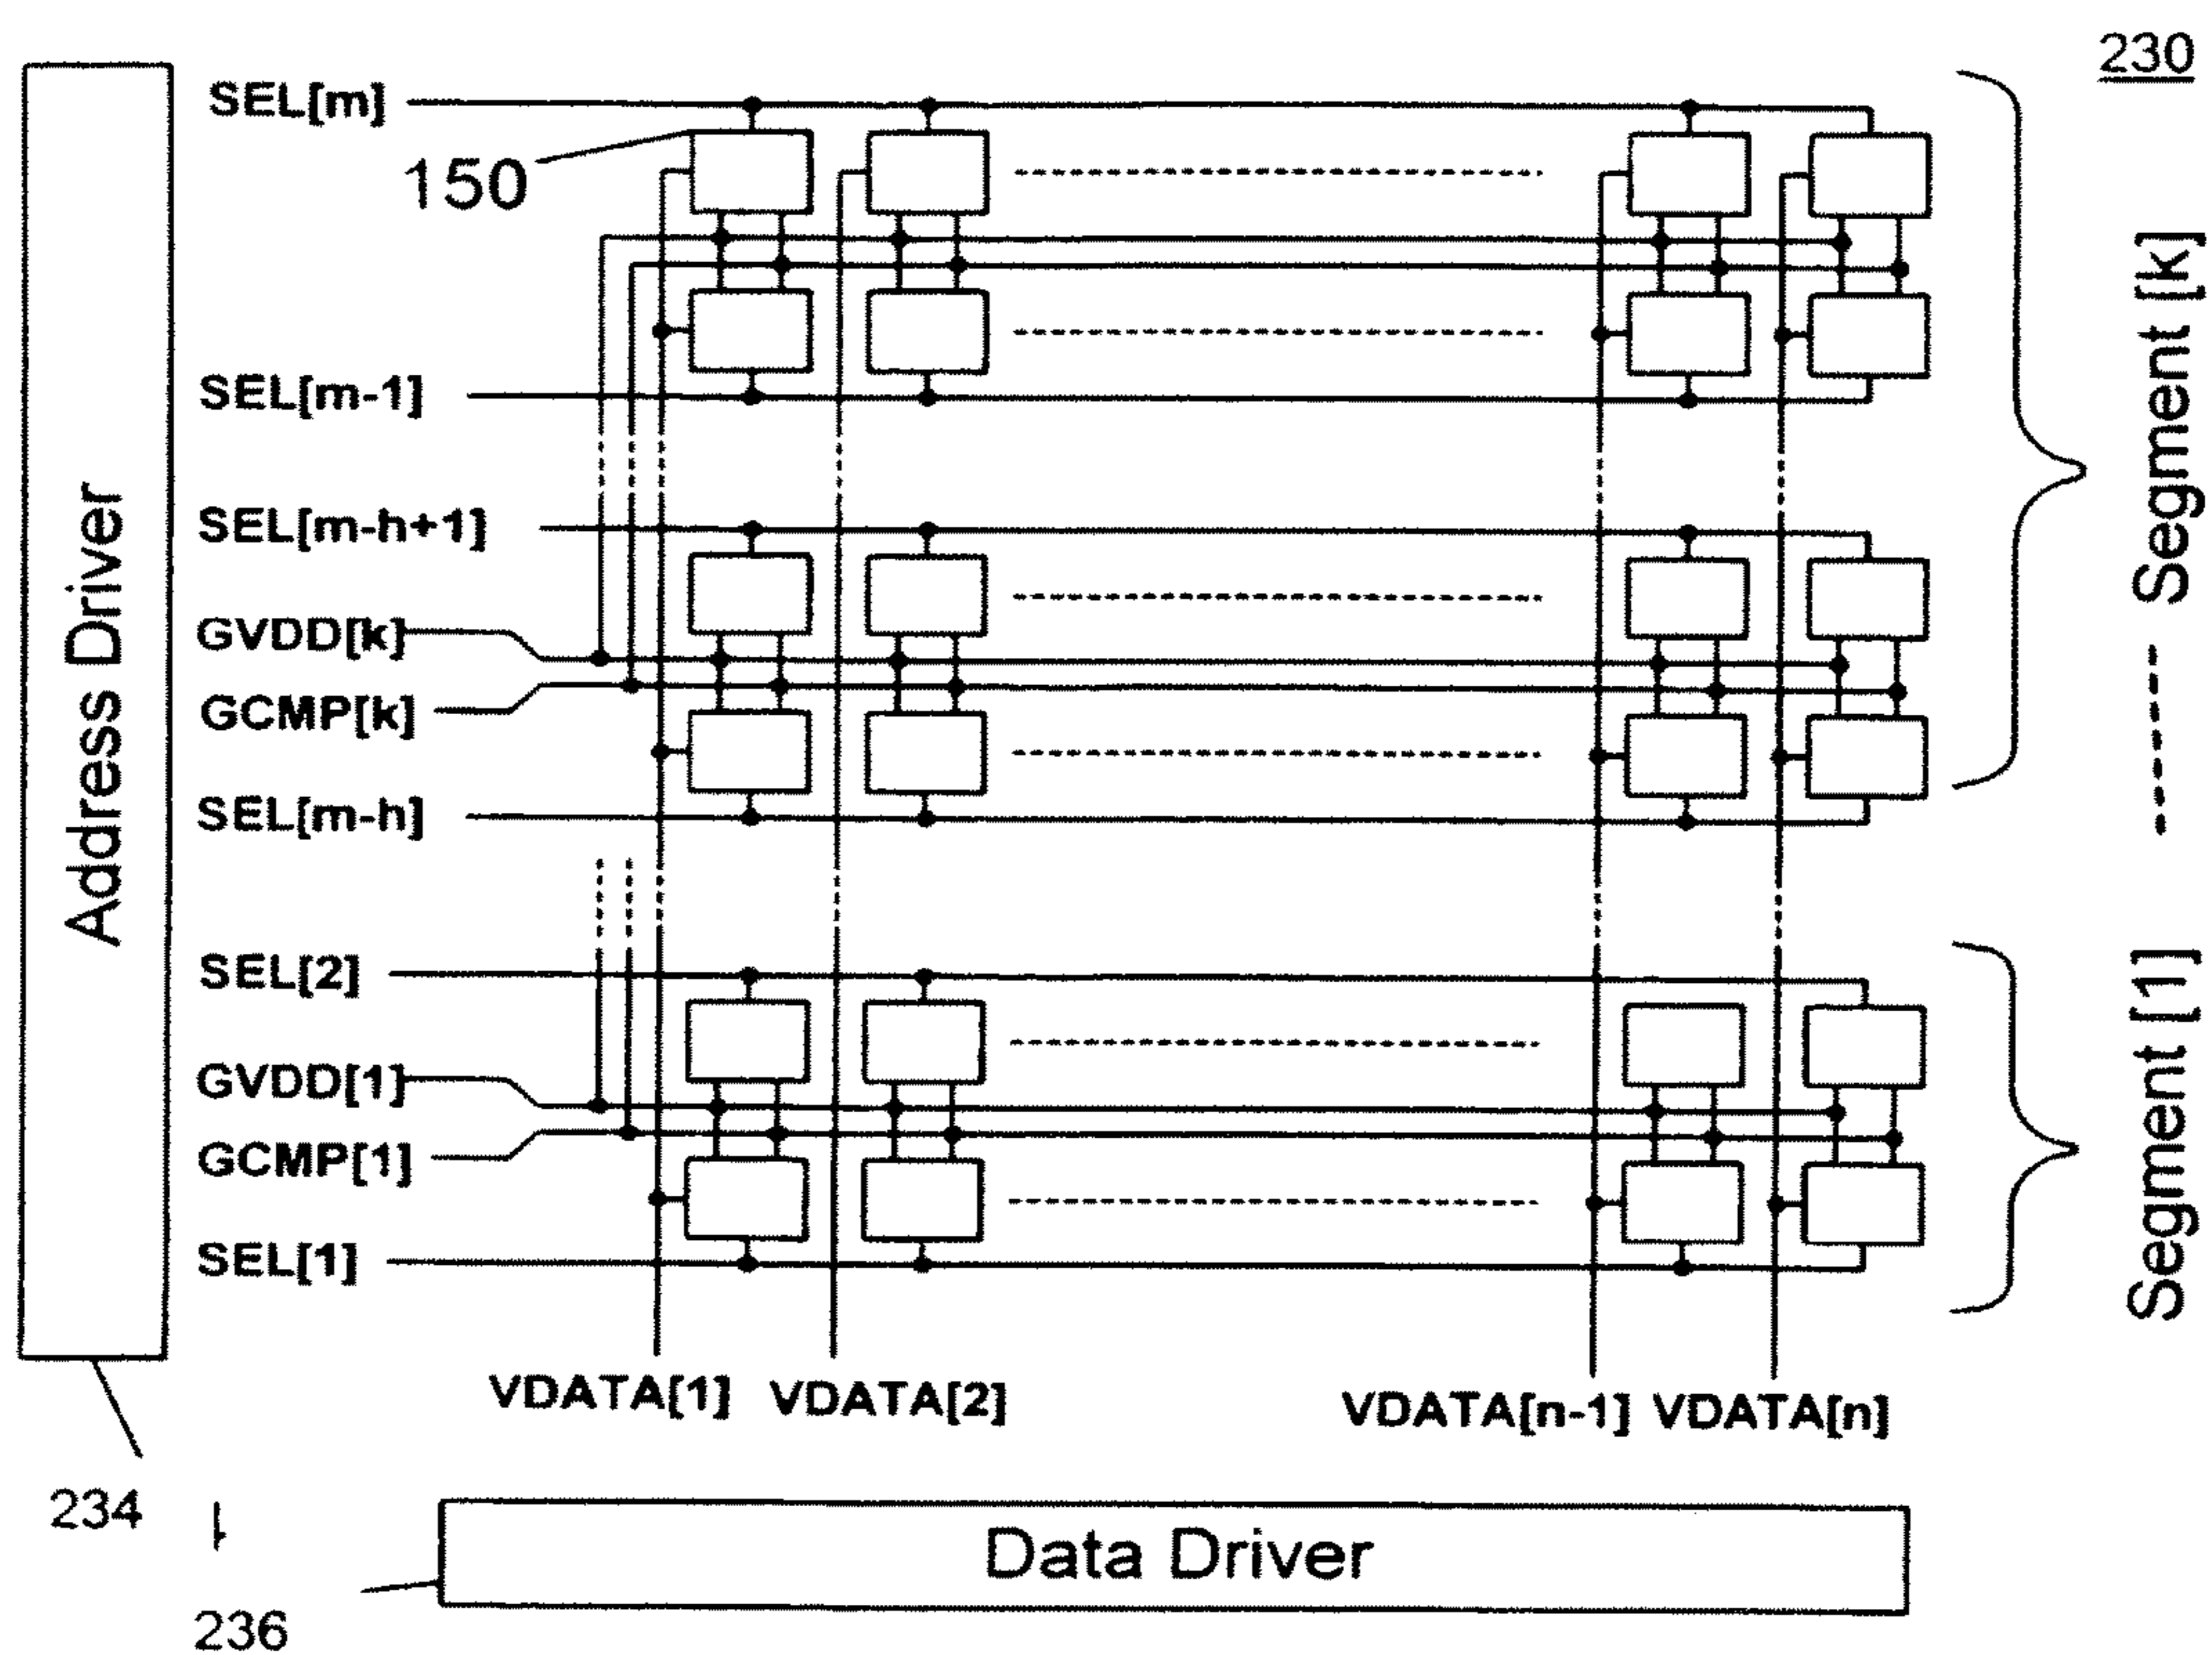 230
SEL[m]
150
SEL[m-1]
SEL[m-h+1]
GVDD[k]
GCMP[k]
SEL[m-h]
SEL[2]
GVDD[1]
GCMP[1]
SEL[1]
Address Driver
Segment [k]
Segment [1]
VDATA[1] VDATA[2] VDATA[n-1] VDATA[n]
234
Data Driver
236